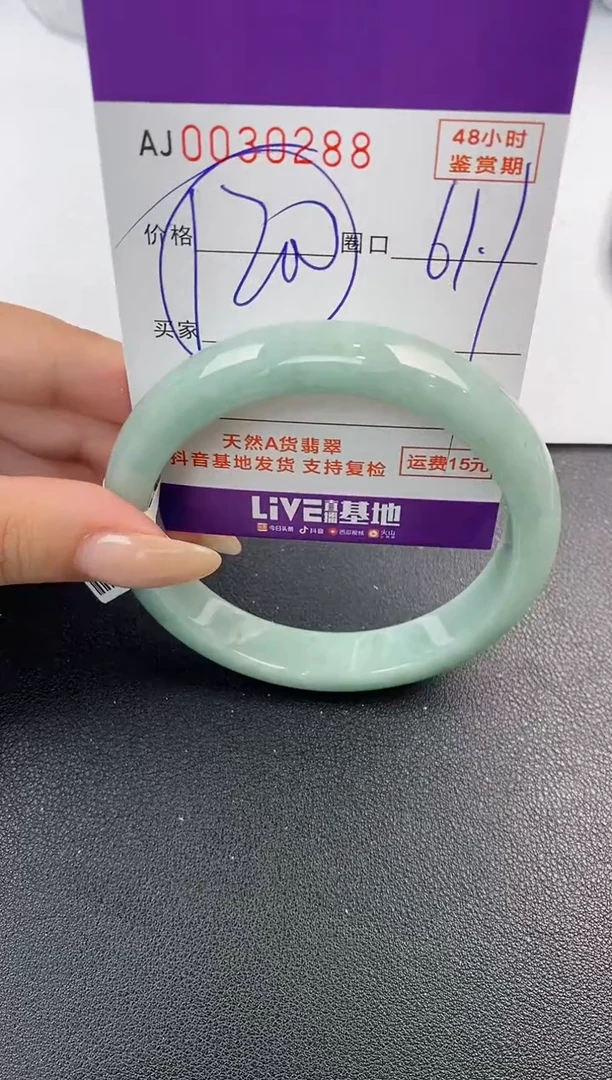 AJ0030288
48小时
鉴赏期
价格 1200 圈口 61.1
买家
天然A货翡翠
抖音基地发货 支持复检
运费15元
LiVE直播基地
今日头条 抖音 西瓜视频 火山